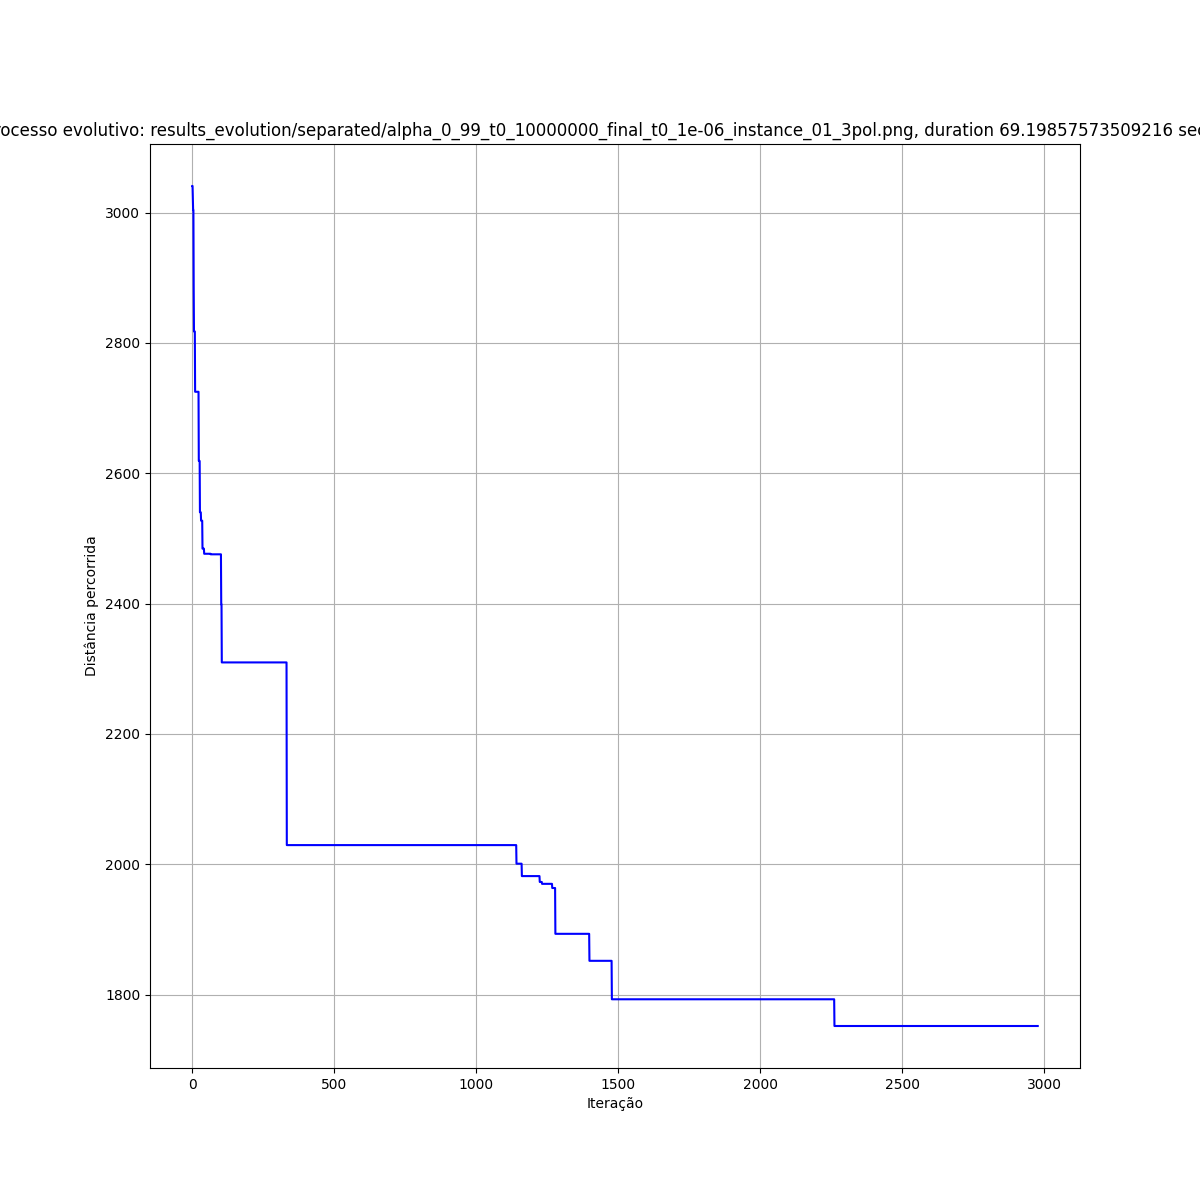 ocesso evolutivo: results_evolution/separated/alpha_0_99_t0_10000000_final_t0_1e-06_instance_01_3pol.png, duration 69.19857573509216 sec
3000
2800
2600
2400
2200
2000
1800
Distância percorrida
0 500 1000 1500 2000 2500 3000
Iteração